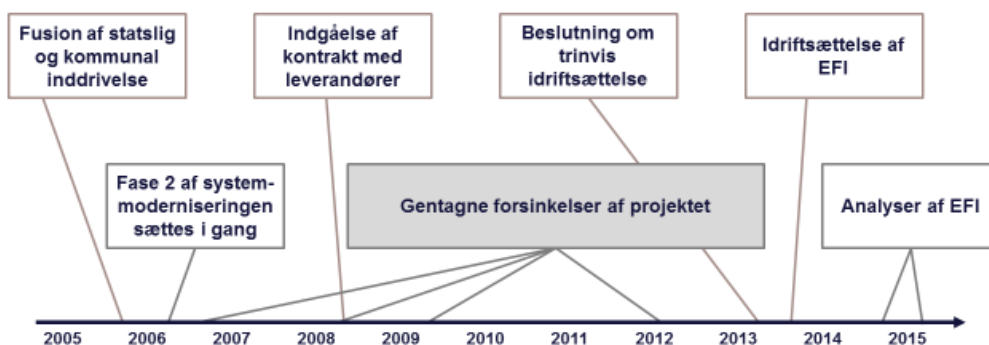 Fusion af statslig
og kommunal
inddrivelse
Indgåelse af
kontrakt med
leverandører
Beslutning om
trinvis
idriftsættelse
Idriftsættelse af
EFI
Fase 2 af system-
moderniseringen
sættes i gang
Gentagne forsinkelser af projektet
Analyser af EFI
2005 2006 2007 2008 2009 2010 2011 2012 2013 2014 2015